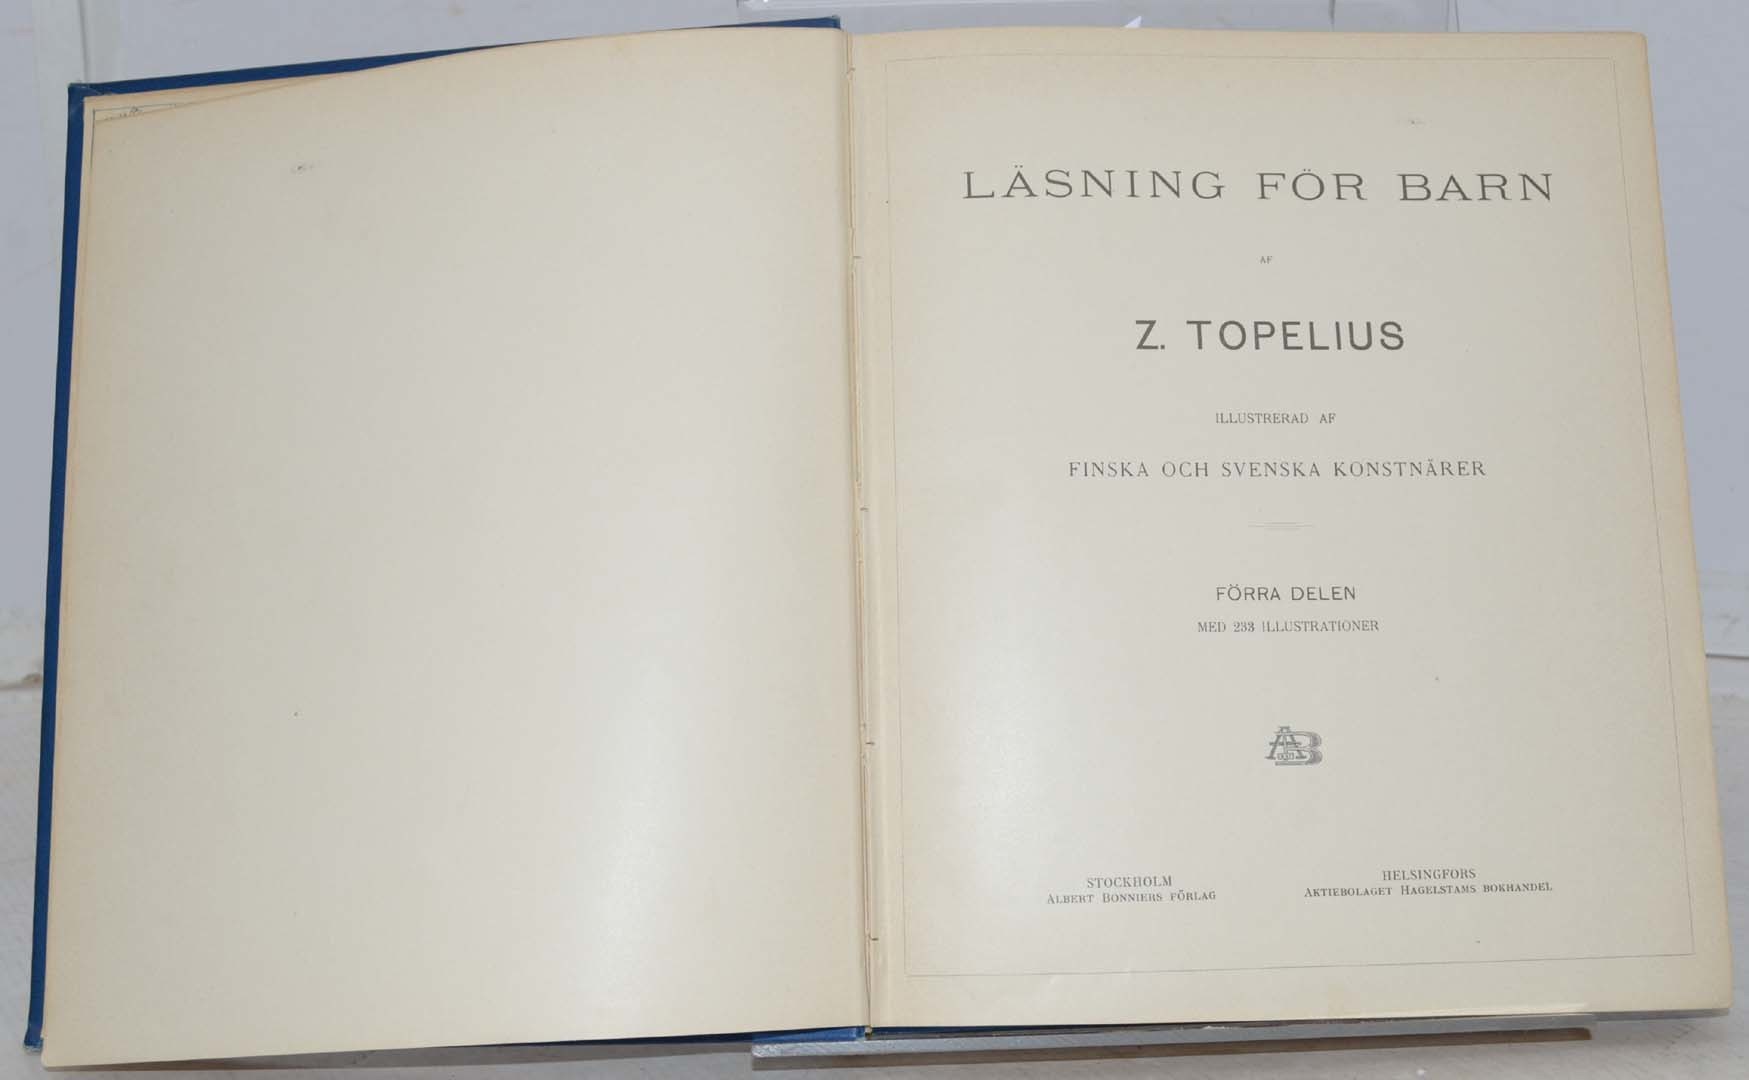 LÄSNING FÖR BARN
AF
Z. TOPELIUS
ILLUSTRERAD AF
FINSKA OCH SVENSKA KONSTNÄRER
FÖRRA DELEN
MED 233 ILLUSTRATIONER
AB
STOCKHOLM
ALBERT BONNIERS FÖRLAG
HELSINGFORS
AKTIEBOLAGET HAGELSTAMS BOKHANDEL